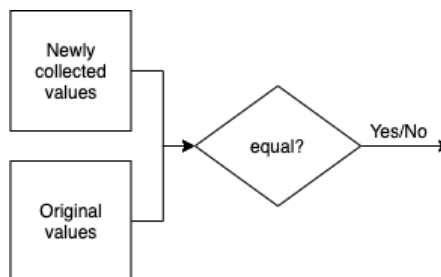 Newly
collected
values
equal?
Yes/No
Original
values